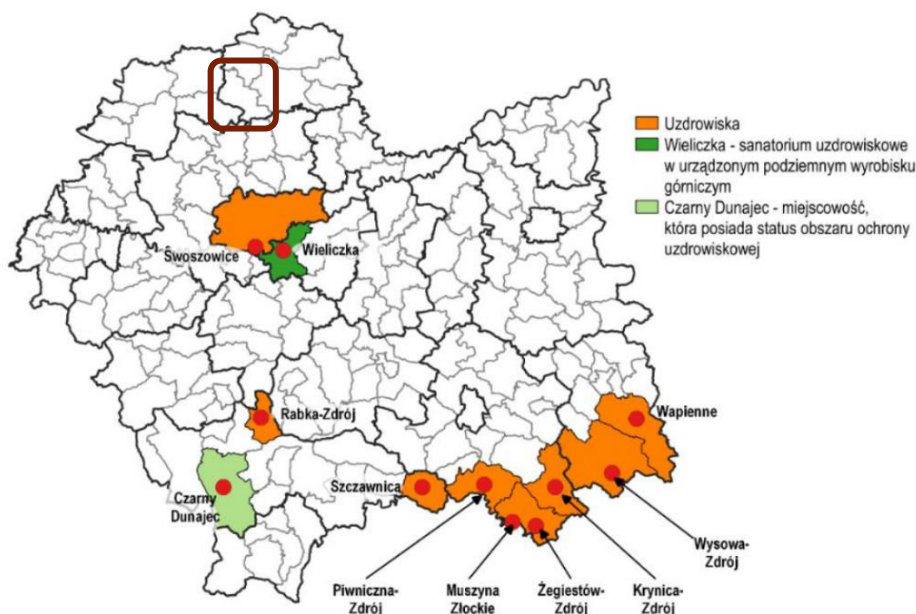 Uzdrowiska
Wieliczka - sanatorium uzdrowiskowe
w urządzonym podziemnym wyrobisku
górniczym
Czarny Dunajec - miejscowość,
która posiada status obszaru ochrony
uzdrowiskowej
Swoszowice
Wieliczka
Rabka-Zdrój
Wapienne
Szczawnica
Czarny
Dunajec
Wysowa-
Zdrój
Piwniczna-
Zdrój
Muszyna
Złockie
Żegiestów-
Zdrój
Krynica-
Zdrój